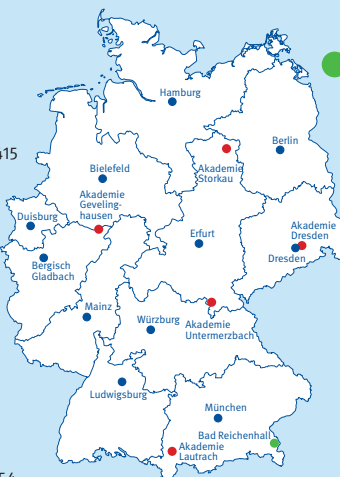 Hamburg
415
Berlin
Bielefeld
Akademie
Storkau
Akademie
Geveling-
hausen
Duisburg
Akademie
Dresden
Erfurt
Dresden
Bergisch
Gladbach
Mainz
Würzburg
Akademie
Untermerzbach
Ludwigsburg
München
Bad Reichenhall
Akademie
Lautrach